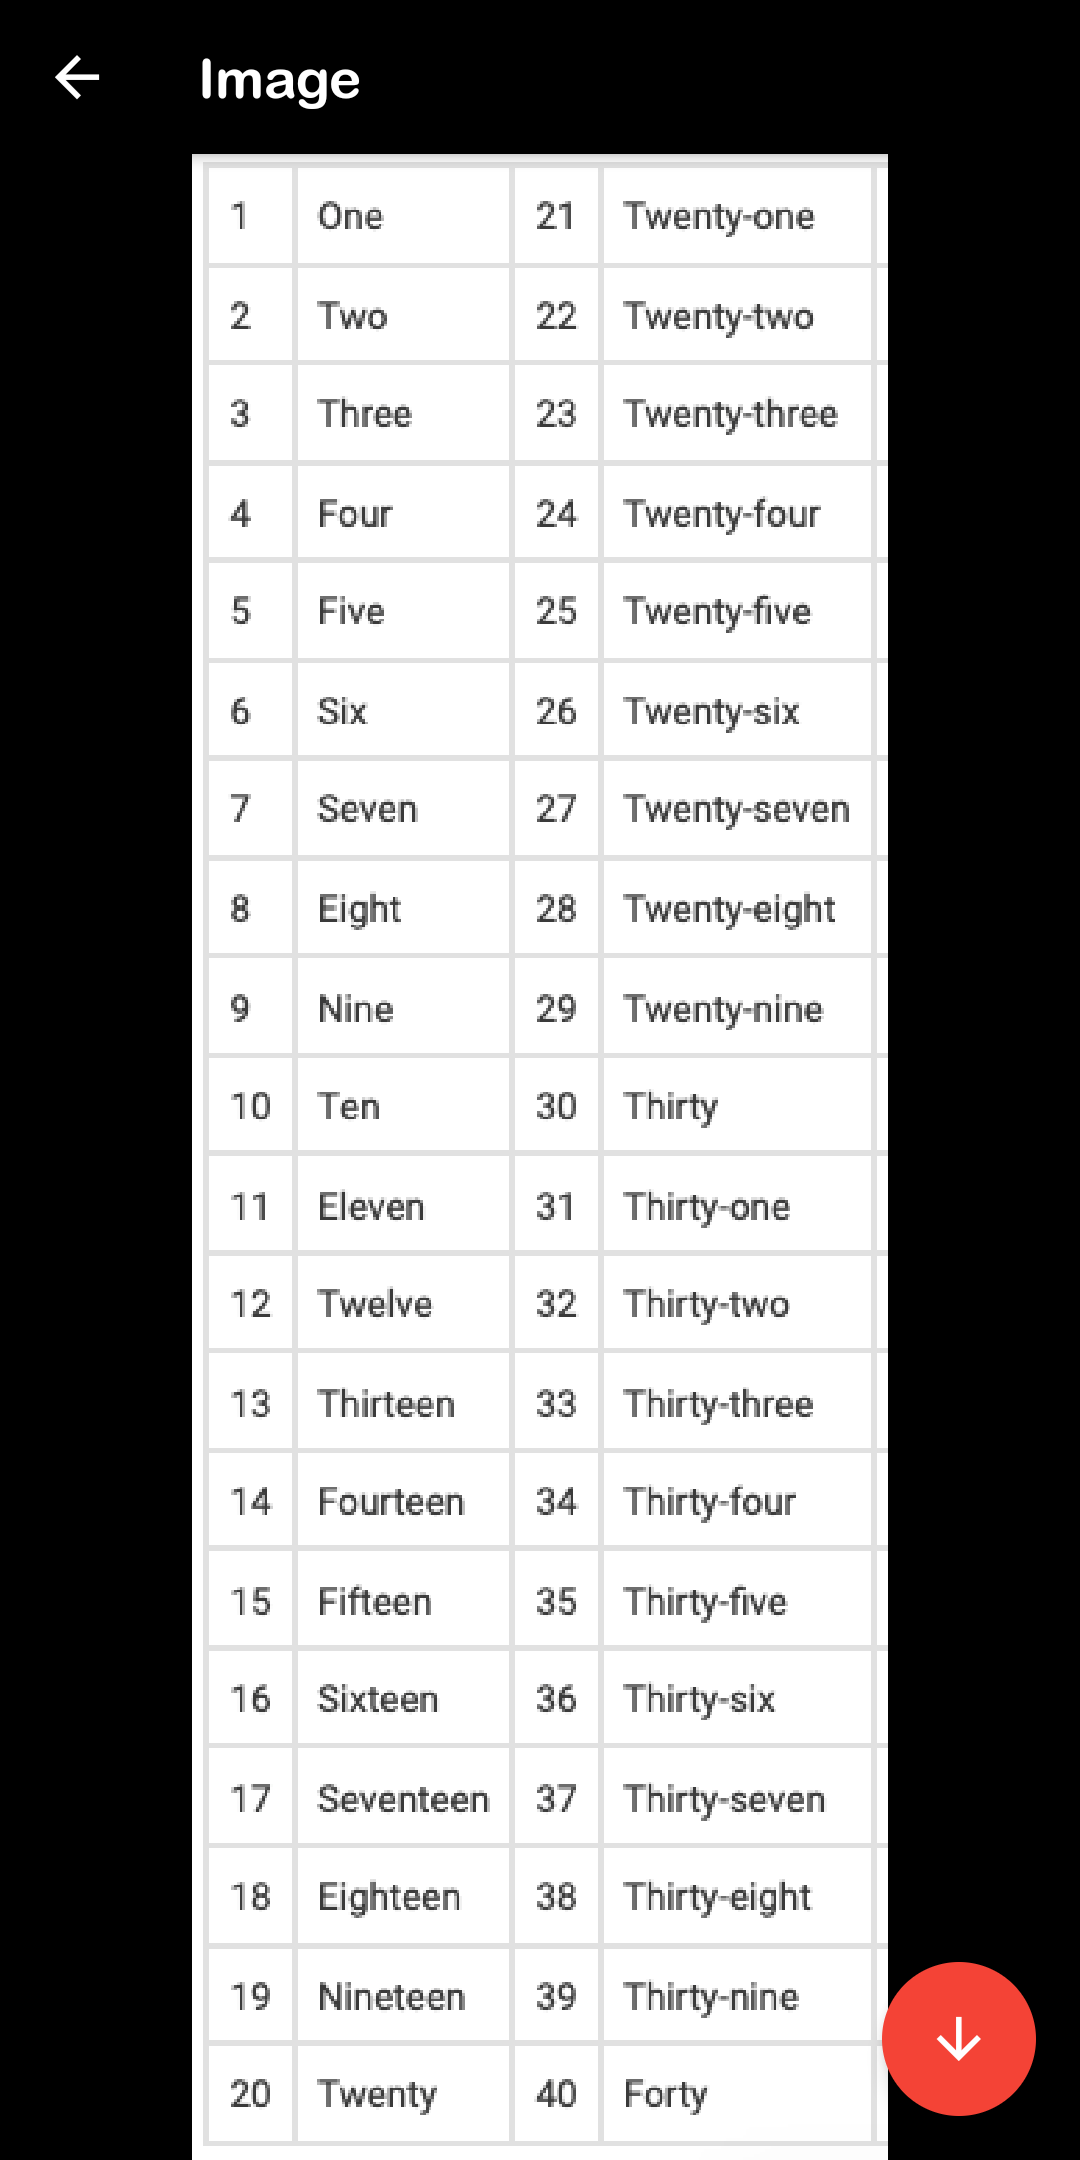 Image
1 One 21 Twenty-one
2 Two 22 Twenty-two
3 Three 23 Twenty-three
4 Four 24 Twenty-four
5 Five 25 Twenty-five
6 Six 26 Twenty-six
7 Seven 27 Twenty-seven
8 Eight 28 Twenty-eight
9 Nine 29 Twenty-nine
10 Ten 30 Thirty
11 Eleven 31 Thirty-one
12 Twelve 32 Thirty-two
13 Thirteen 33 Thirty-three
14 Fourteen 34 Thirty-four
15 Fifteen 35 Thirty-five
16 Sixteen 36 Thirty-six
17 Seventeen 37 Thirty-seven
18 Eighteen 38 Thirty-eight
19 Nineteen 39 Thirty-nine
20 Twenty 40 Forty